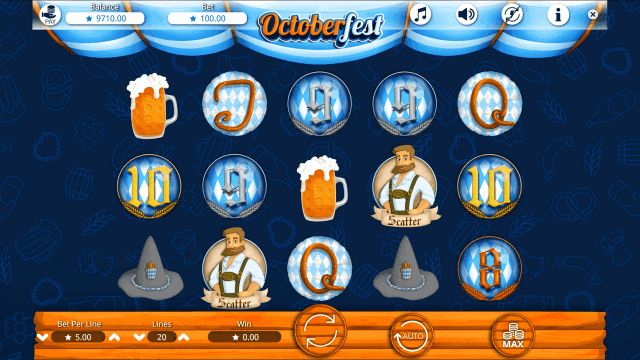 Balance
9710.00
Bet
100.00
PAY
Octoberfest
i
J
9
9
Q
10
9
Scatter
10
Scatter
Q
8
Bet Per Line
5.00
Lines
20
Win
0.00
AUTO
MAX